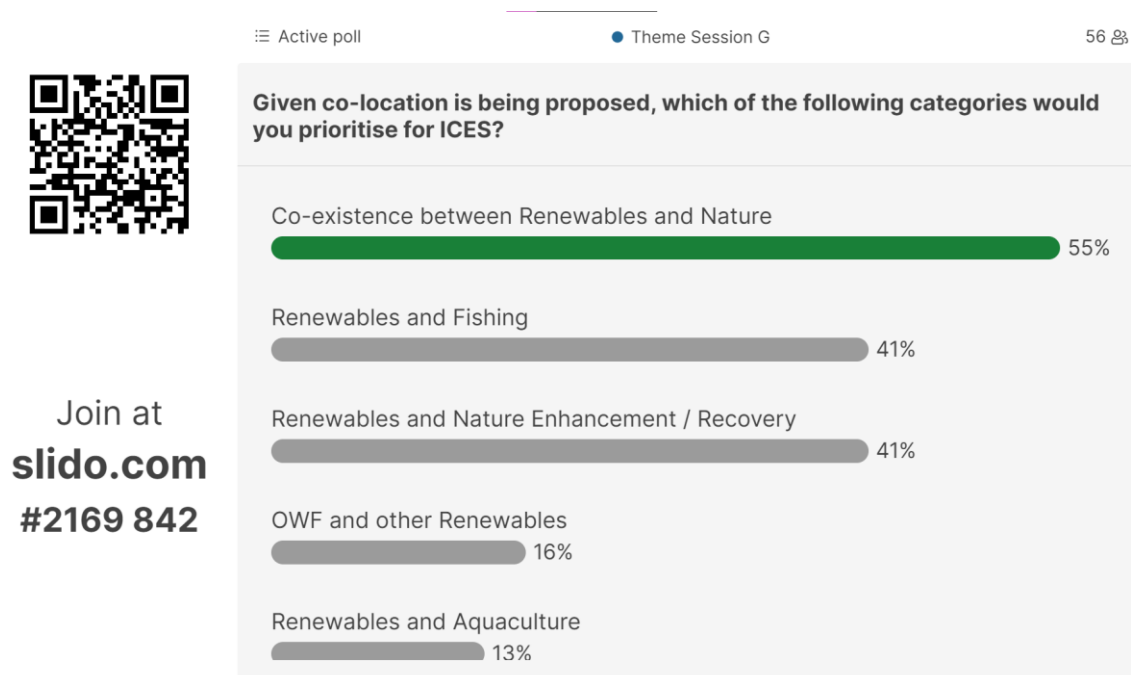 Active poll
Theme Session G
56
Given co-location is being proposed, which of the following categories would
you prioritise for ICES?
Co-existence between Renewables and Nature
55%
Renewables and Fishing
41%
Renewables and Nature Enhancement / Recovery
41%
OWF and other Renewables
16%
Renewables and Aquaculture
13%
Join at
slido.com
#2169 842